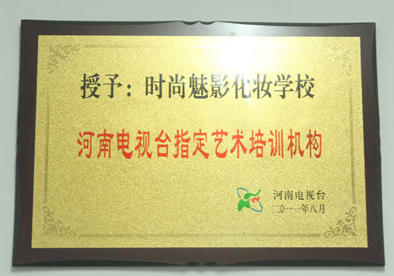 授予：时尚魅影化妆学校
河南电视台指定艺术培训机构
河南电视台
二〇一一年八月